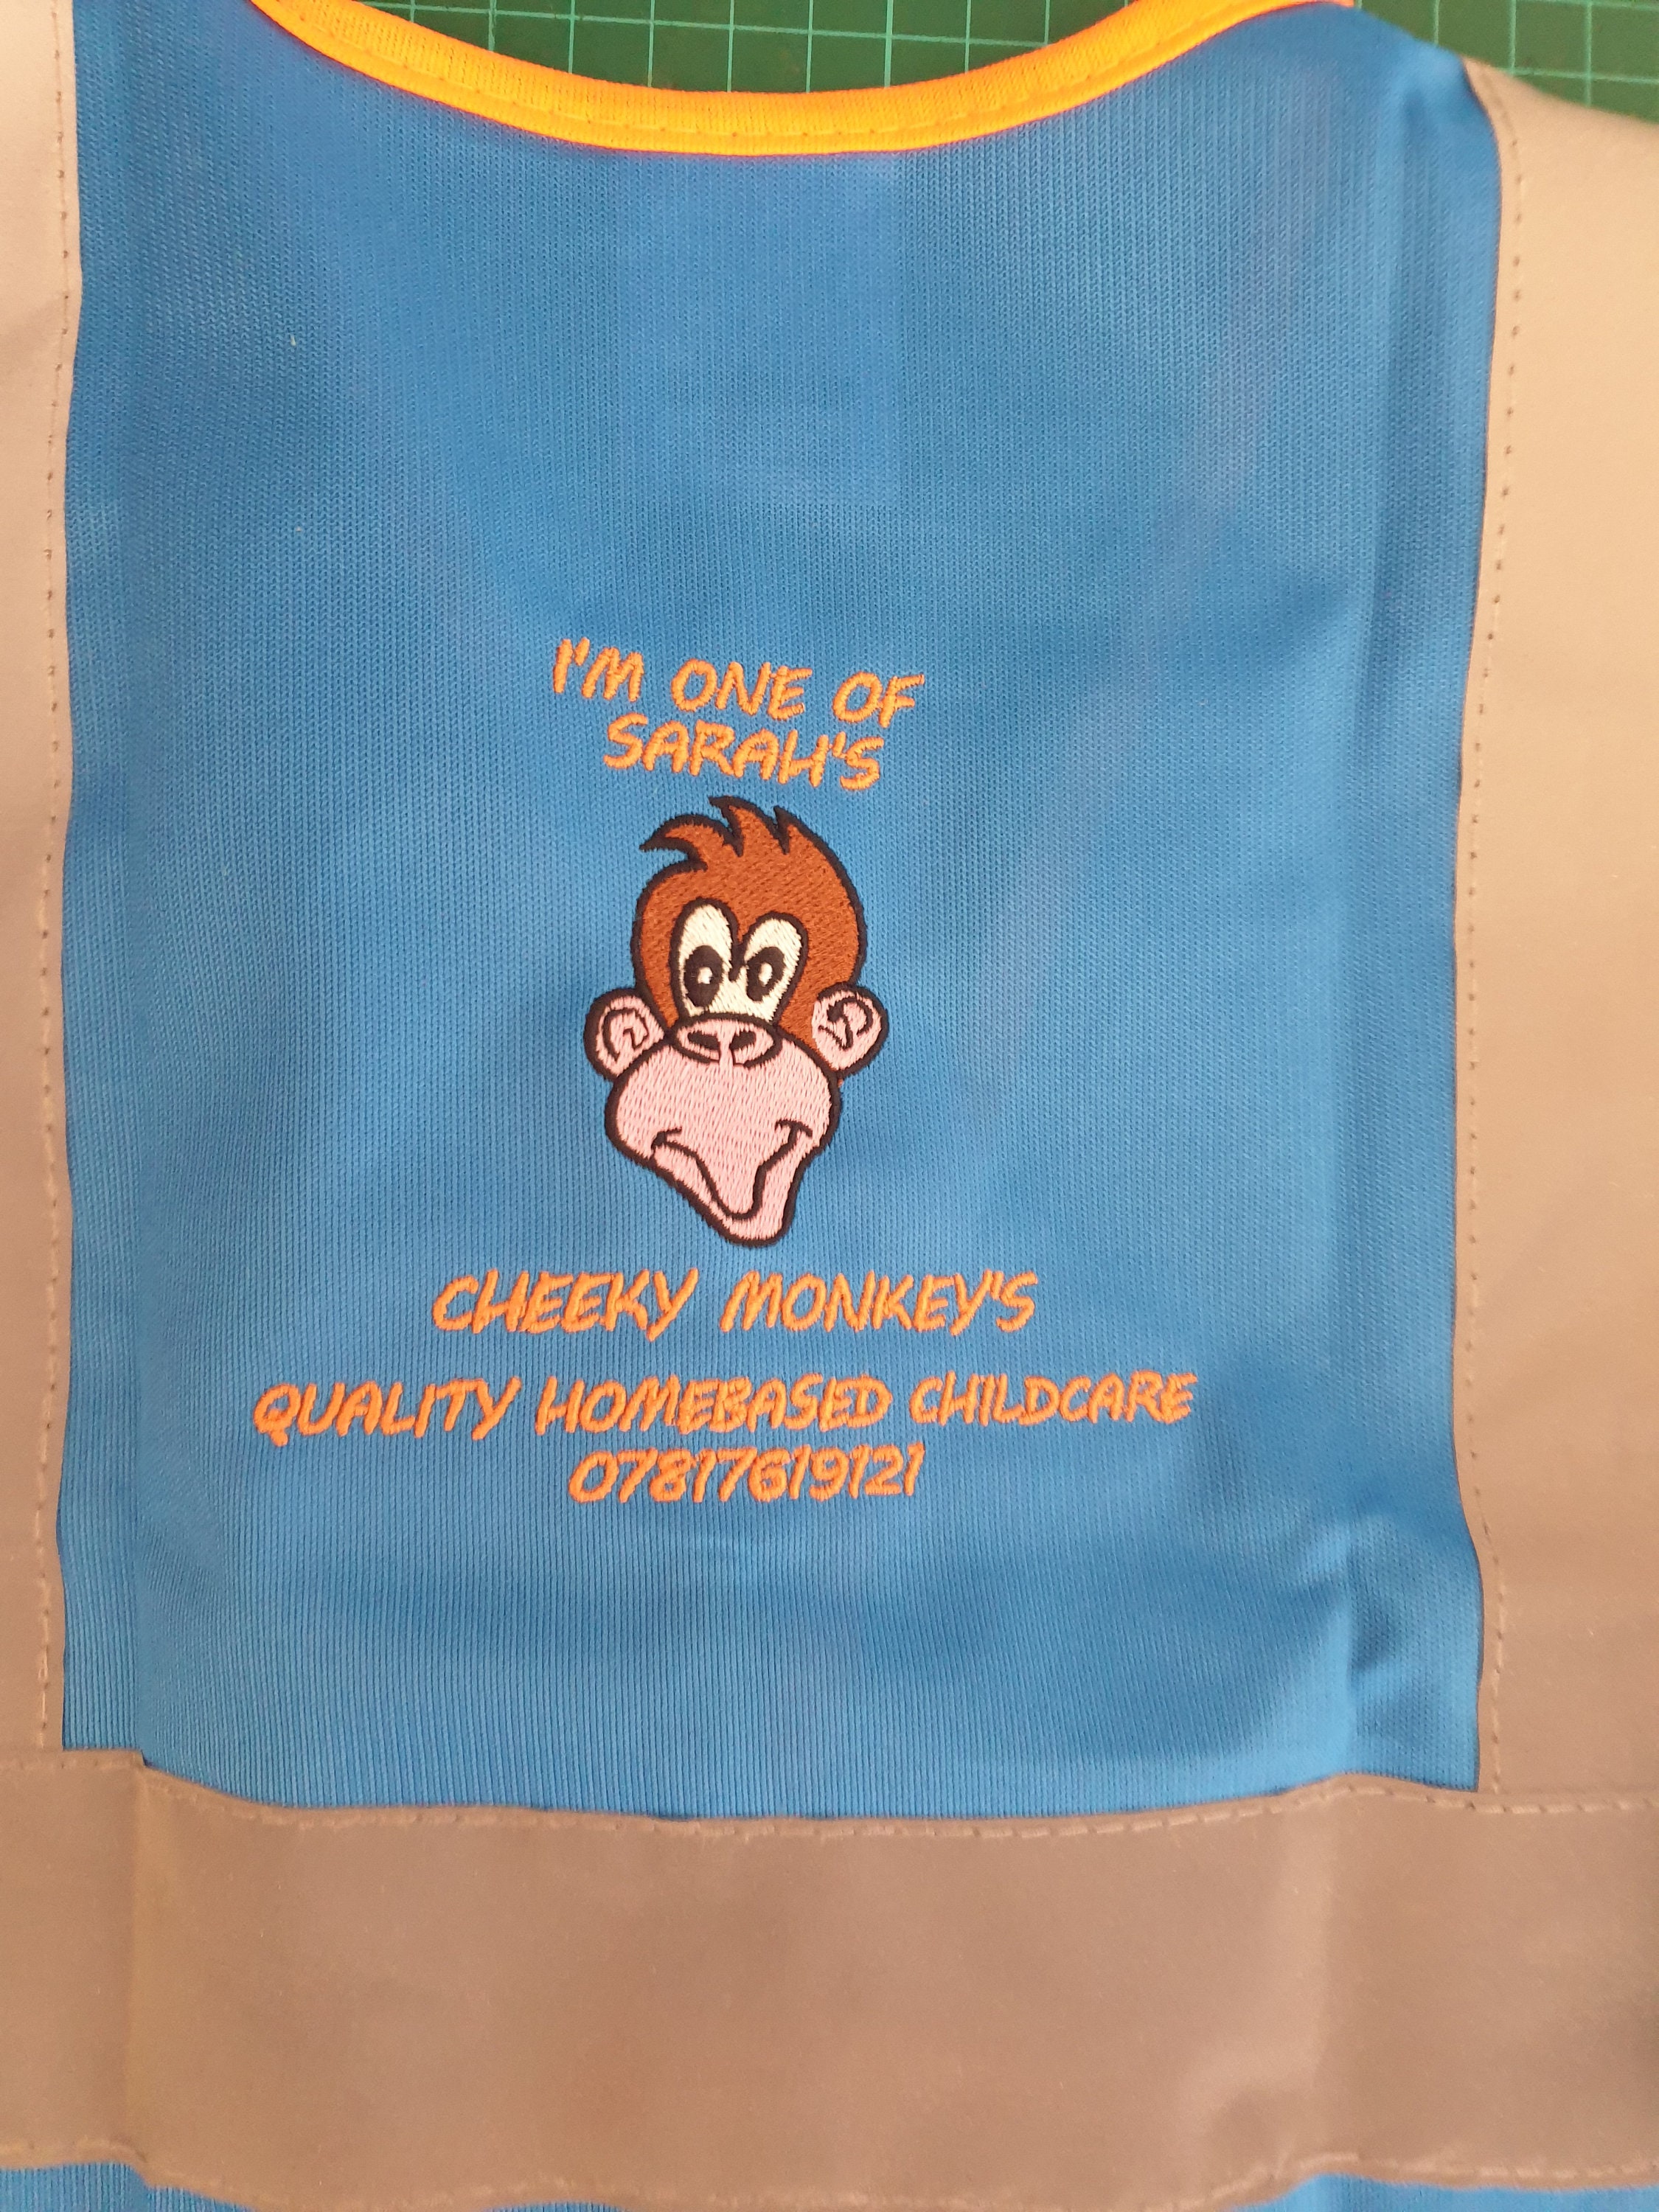 I'M ONE OF
SARAH'S
CHEEKY MONKEY'S
QUALITY HOMEBASED CHILDCARE
07817619121